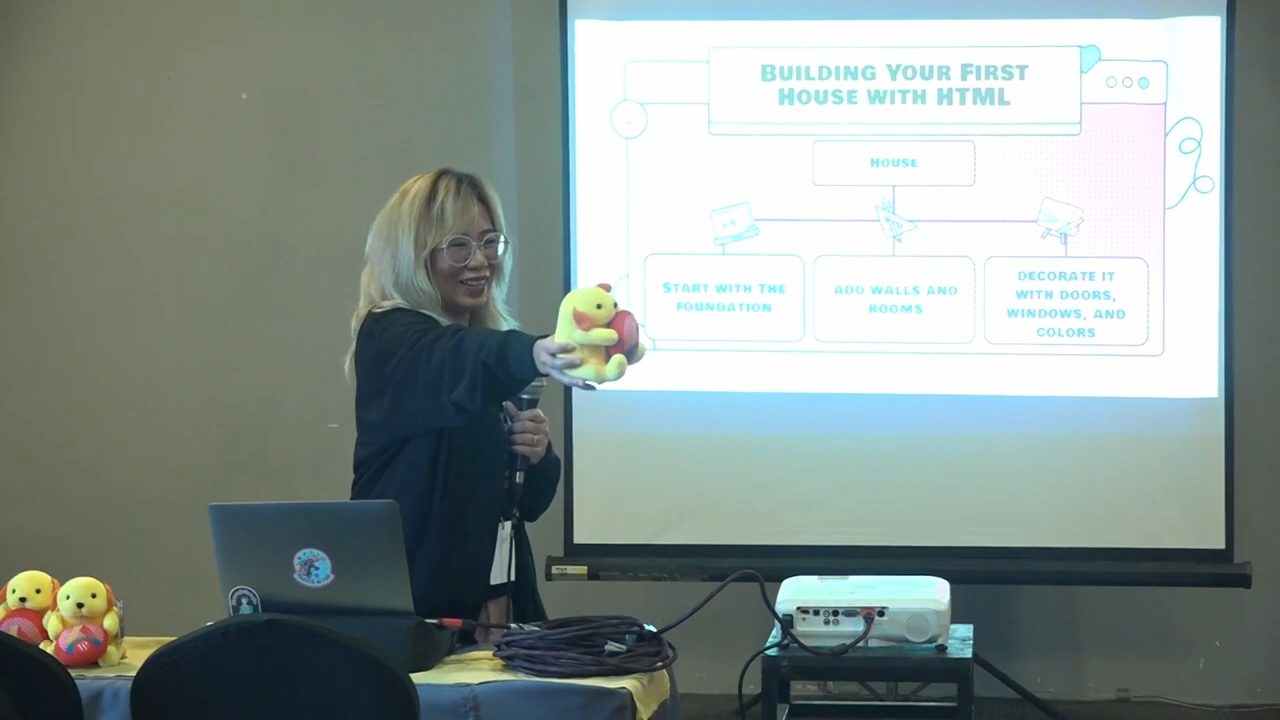 BUILDING YOUR FIRST
HOUSE WITH HTML
HOUSE
START WITH THE
FOUNDATION
ADD WALLS AND
ROOMS
DECORATE IT
WITH DOORS,
WINDOWS, AND
COLORS